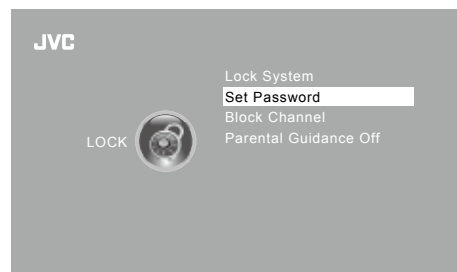 JVC
Lock System
Set Password
Block Channel
LOCK
Parental Guidance Off